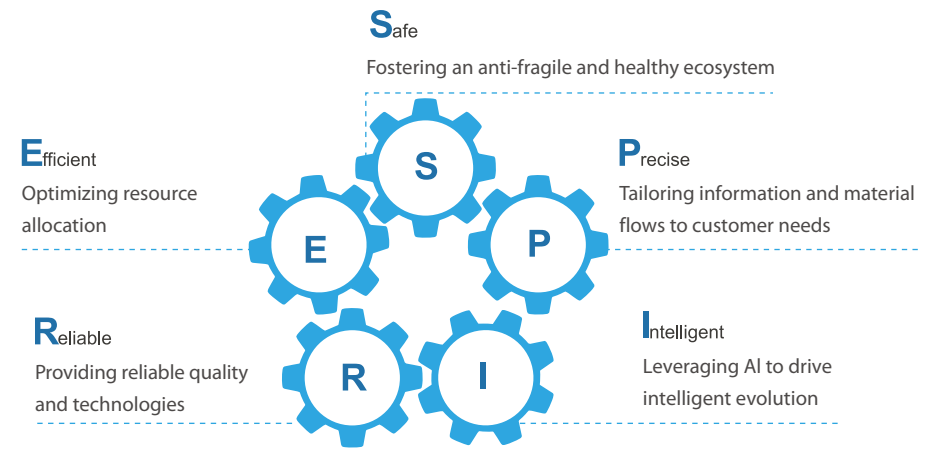 Safe
Fostering an anti-fragile and healthy ecosystem
Efficient
Optimizing resource
allocation
Precise
Tailoring information and material
flows to customer needs
S
E
P
R
I
Reliable
Providing reliable quality
and technologies
Intelligent
Leveraging AI to drive
intelligent evolution